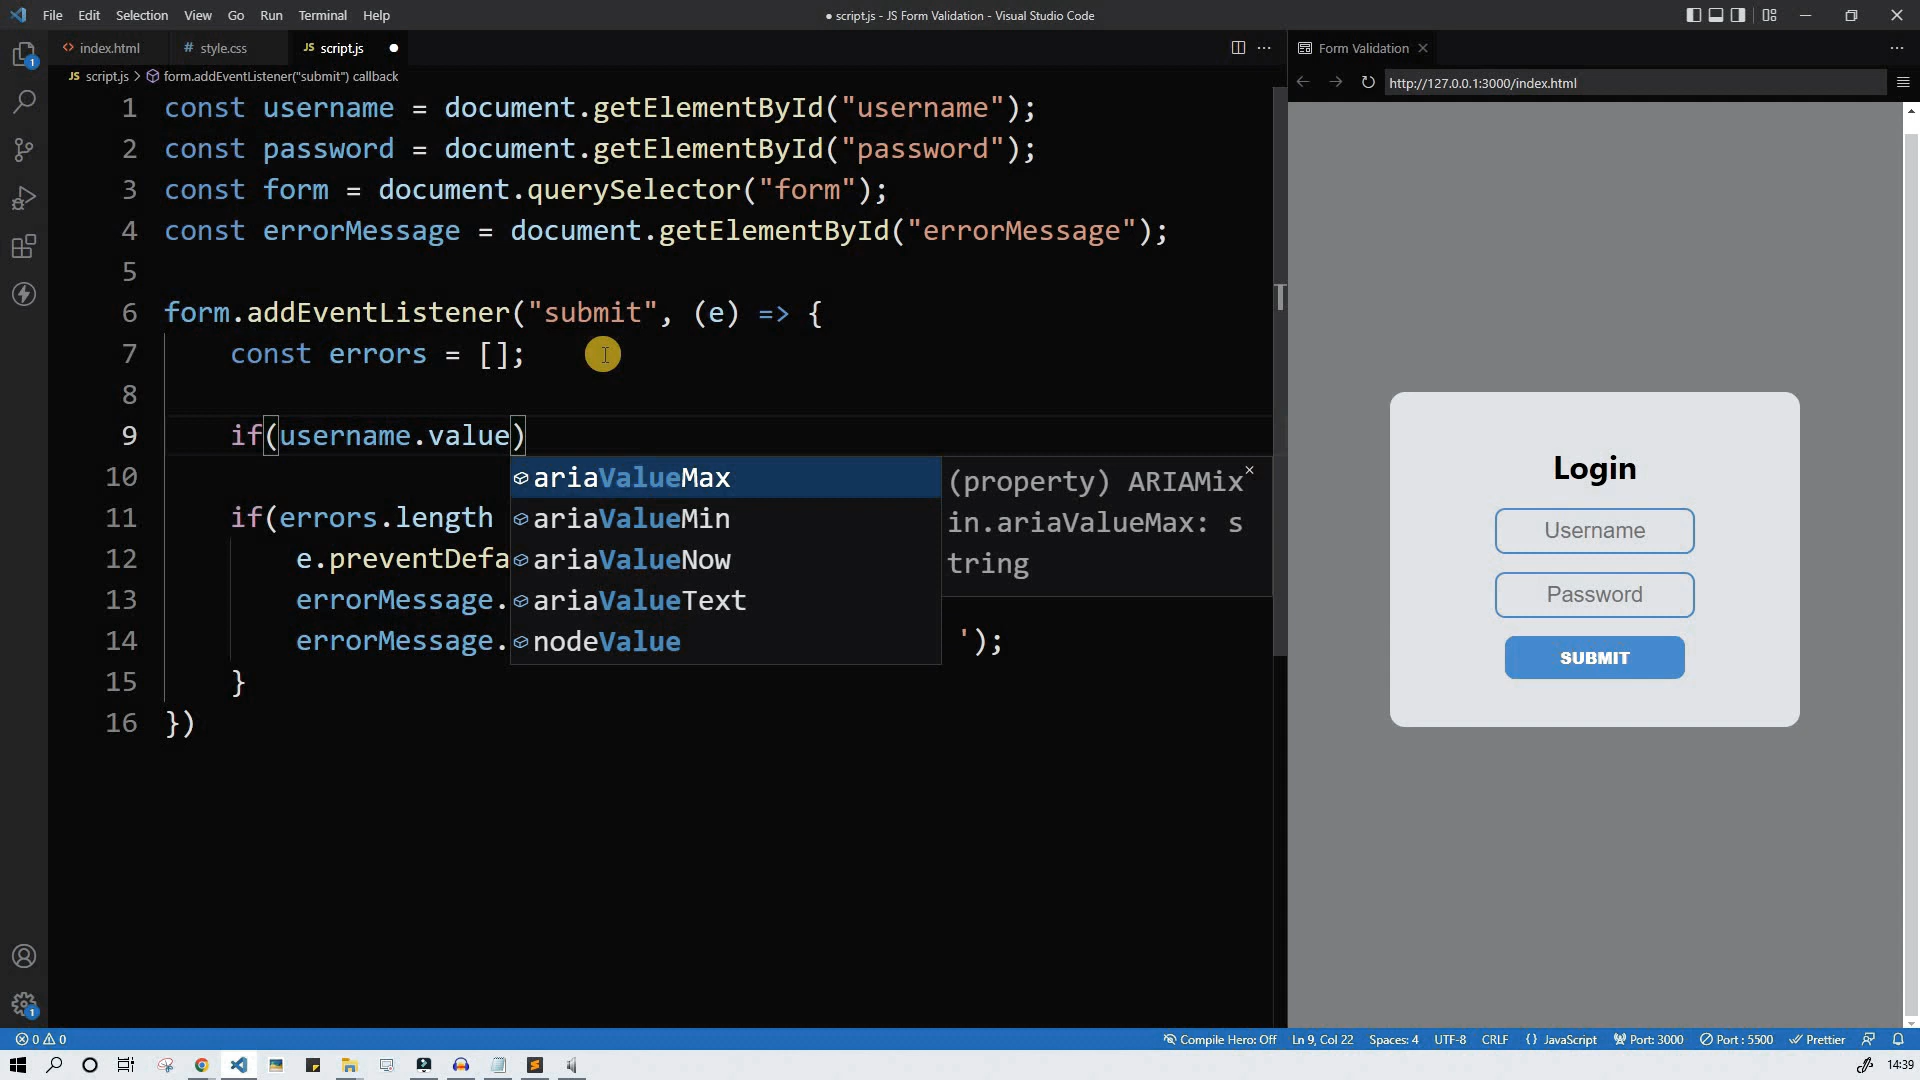 File Edit Selection View Go Run Terminal Help
● script.js - JS Form Validation - Visual Studio Code
index.html
# style.css
JS script.js ●
Form Validation
JS script.js > form.addEventListener("submit") callback
http://127.0.0.1:3000/index.html
1 const username = document.getElementById("username");
2 const password = document.getElementById("password");
3 const form = document.querySelector("form");
4 const errorMessage = document.getElementById("errorMessage");
5
6 form.addEventListener("submit", (e) => {
7 const errors = [];
8
9 if(username.value)
10
11 if(errors.length
12 e.preventDefa
13 errorMessage.
14 errorMessage. ');
15 }
16 })
ariaValueMax
ariaValueMin
ariaValueNow
ariaValueText
nodeValue
(property) ARIAMix
in.ariaValueMax: s
tring
Login
Username
Password
SUBMIT
1
1
0 0
Compile Hero: Off
Ln 9, Col 22
Spaces: 4
UTF-8
CRLF
{} JavaScript
Port: 3000
Port : 5500
Prettier
14:39